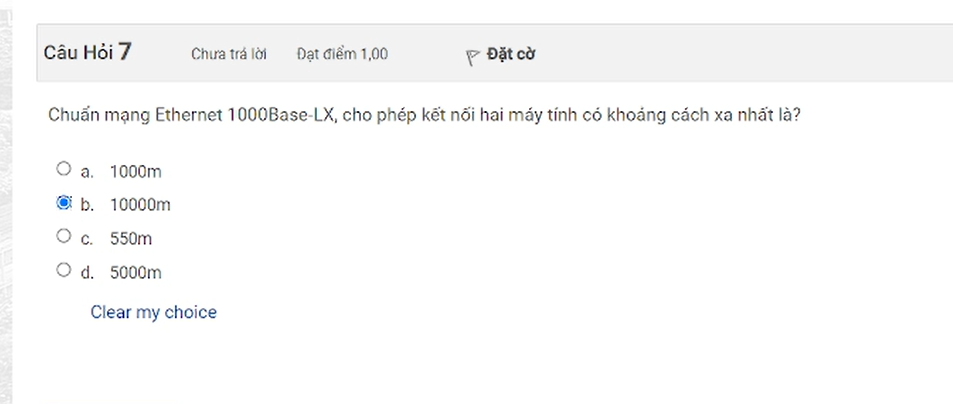 Câu Hỏi 7 Chưa trả lời Đạt điểm 1,00 Đặt cờ
Chuẩn mạng Ethernet 1000Base-LX, cho phép kết nối hai máy tính có khoảng cách xa nhất là?
a. 1000m
b. 10000m
c. 550m
d. 5000m
Clear my choice